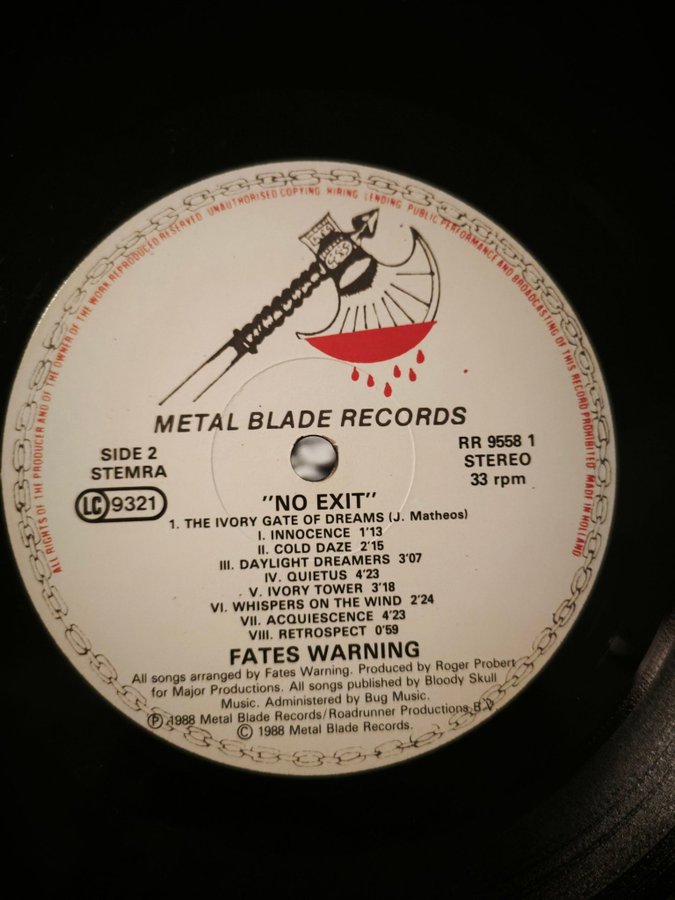 ALL RIGHTS OF THE PRODUCER AND OF THE OWNER OF THE WORK REPRODUCED RESERVED UNAUTHORISED COPYING HIRING LENDING PUBLIC PERFORMANCE AND BROADCASTING OF THIS RECORD PROHIBITED MADE IN HOLLAND
METAL BLADE RECORDS
SIDE 2
STEMRA
LC 9321
RR 9558 1
STEREO
33 rpm
"NO EXIT"
1. THE IVORY GATE OF DREAMS (J. Matheos)
I. INNOCENCE 1'13
II. COLD DAZE 2'15
III. DAYLIGHT DREAMERS 3'07
IV. QUIETUS 4'23
V. IVORY TOWER 3'18
VI. WHISPERS ON THE WIND 2'24
VII. ACQUIESCENCE 4'23
VIII. RETROSPECT 0'59
FATES WARNING
All songs arranged by Fates Warning. Produced by Roger Probert
for Major Productions. All songs published by Bloody Skull
Music. Administered by Bug Music.
Ⓟ 1988 Metal Blade Records/Roadrunner Productions
© 1988 Metal Blade Records.